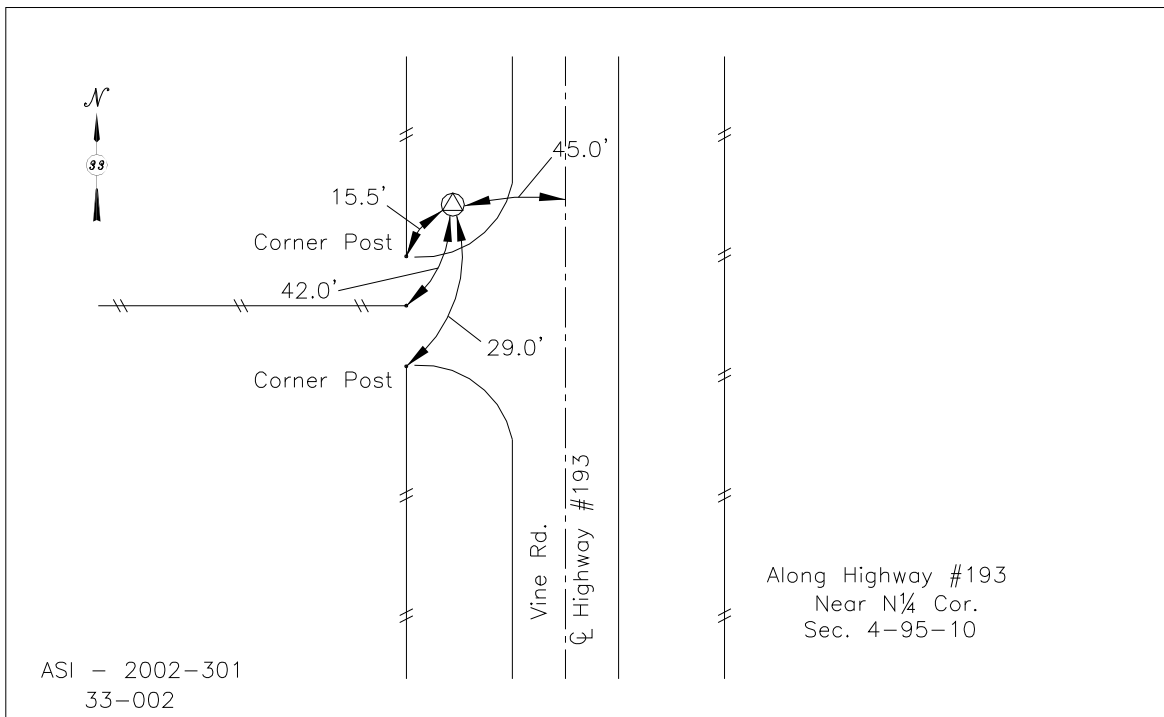 N
33
45.0'
15.5'
Corner Post
42.0'
29.0'
Corner Post
Vine Rd.
℄ Highway #193
Along Highway #193
Near N¼ Cor.
Sec. 4-95-10
ASI - 2002-301
33-002